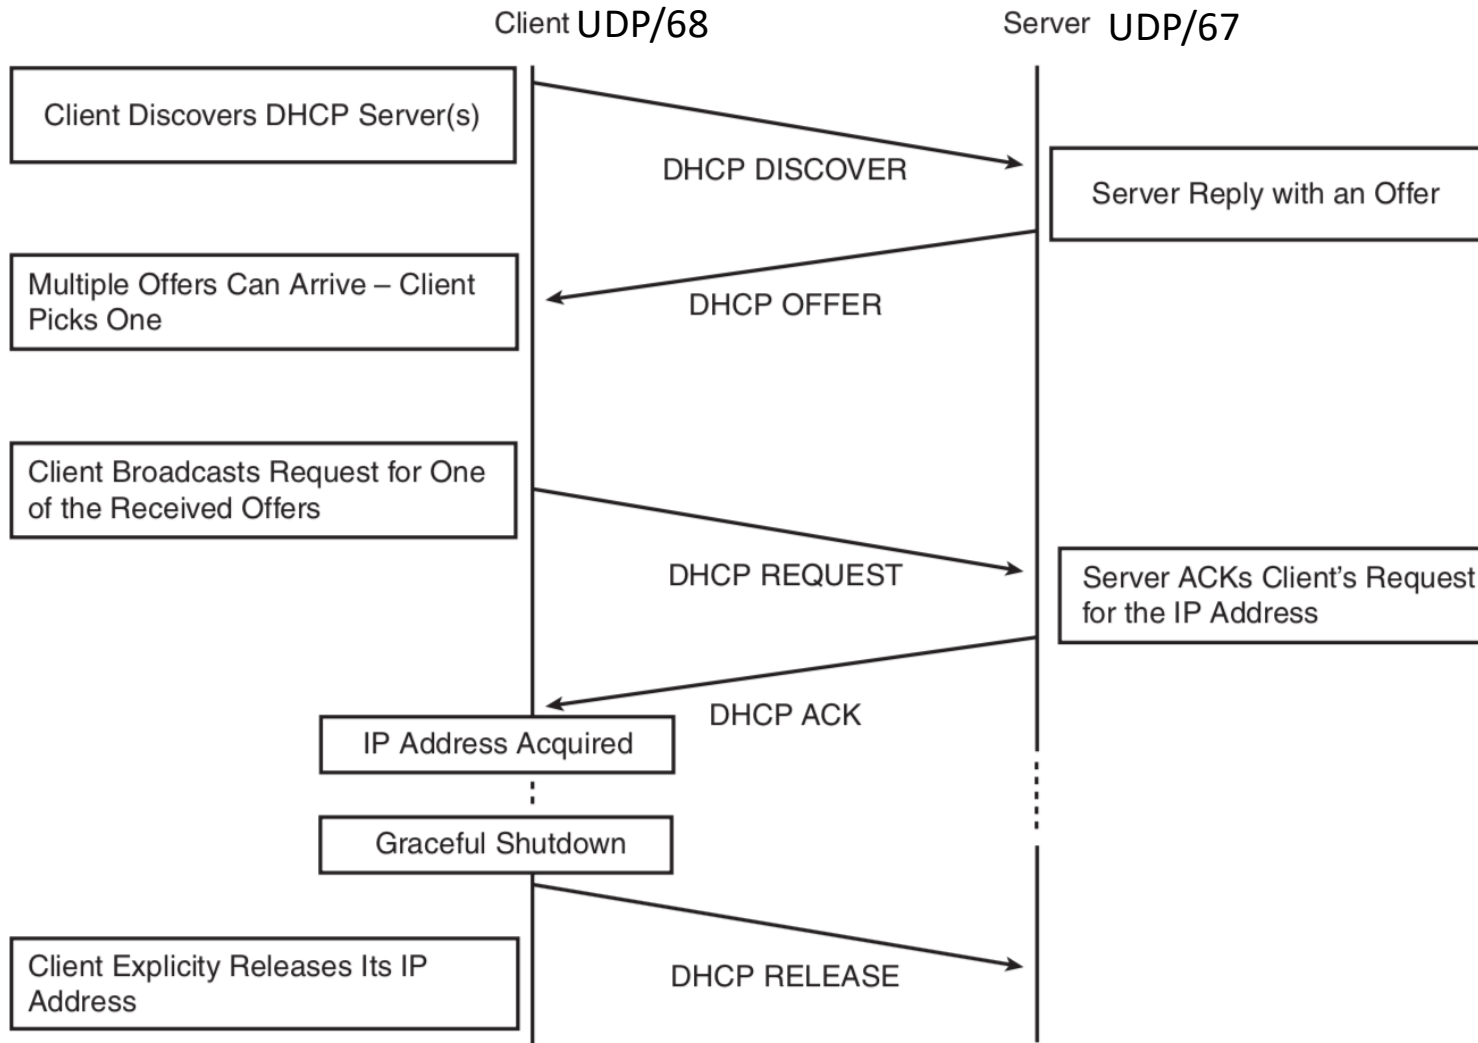 Client UDP/68
Server UDP/67
Client Discovers DHCP Server(s)
DHCP DISCOVER
Server Reply with an Offer
Multiple Offers Can Arrive – Client
Picks One
DHCP OFFER
Client Broadcasts Request for One
of the Received Offers
DHCP REQUEST
Server ACKs Client's Request
for the IP Address
DHCP ACK
IP Address Acquired
Graceful Shutdown
DHCP RELEASE
Client Explicity Releases Its IP
Address